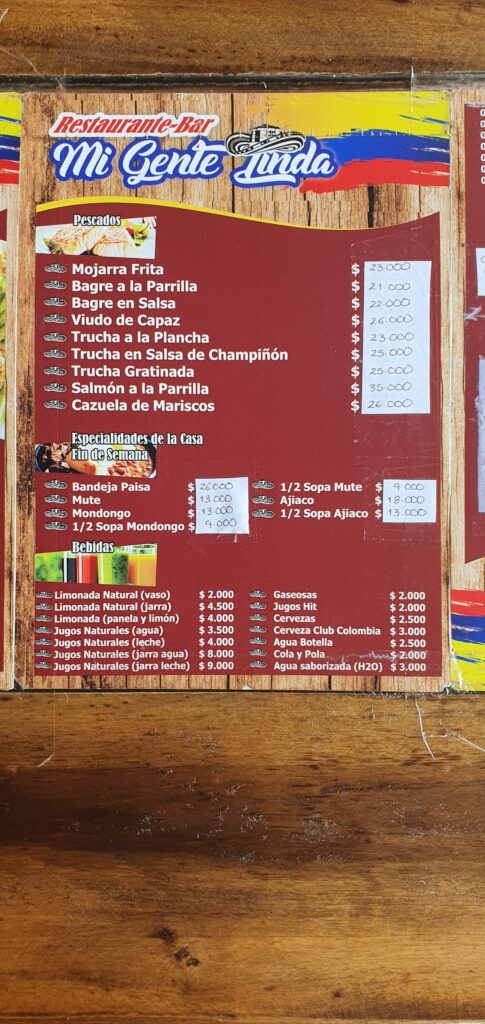 Restaurante-Bar
Mi Gente Linda
Pescados
Mojarra Frita $ 23.000
Bagre a la Parrilla $ 21.000
Bagre en Salsa $ 22.000
Viudo de Capaz $ 26.000
Trucha a la Plancha $ 23.000
Trucha en Salsa de Champiñón $ 25.000
Trucha Gratinada $ 25.000
Salmón a la Parrilla $ 35.000
Cazuela de Mariscos $ 26.000
Especialidades de la Casa
Fin de Semana
Bandeja Paisa $ 26.000
Mute $ 13.000
Mondongo $ 13.000
1/2 Sopa Mondongo $ 9.000
1/2 Sopa Mute $ 9.000
Ajiaco $ 18.000
1/2 Sopa Ajiaco $ 13.000
Bebidas
Limonada Natural (vaso) $ 2.000
Limonada Natural (jarra) $ 4.500
Limonada (panela y limón) $ 4.000
Jugos Naturales (agua) $ 3.500
Jugos Naturales (leche) $ 4.000
Jugos Naturales (jarra agua) $ 8.000
Jugos Naturales (jarra leche) $ 9.000
Gaseosas $ 2.000
Jugos Hit $ 2.000
Cervezas $ 2.500
Cerveza Club Colombia $ 3.000
Agua Botella $ 2.500
Cola y Pola $ 2.000
Agua saborizada (H2O) $ 3.000